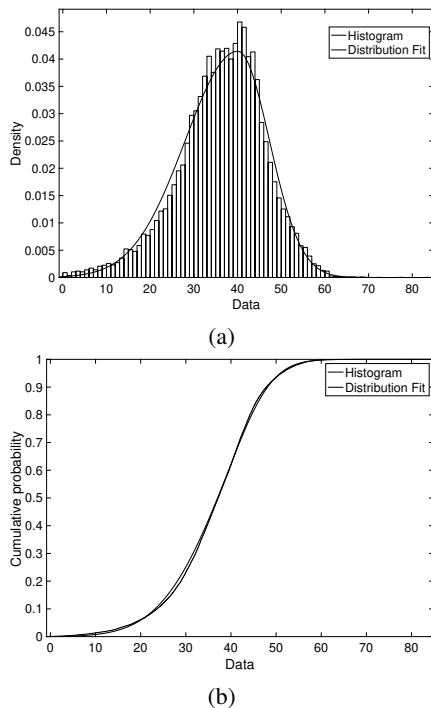 0.045
0.04
0.035
0.03
0.025
0.02
0.015
0.01
0.005
0
Density
Histogram
Distribution Fit
0 10 20 30 40 50 60 70 80
Data
(a)
1
0.9
0.8
0.7
0.6
0.5
0.4
0.3
0.2
0.1
0
Cumulative probability
Histogram
Distribution Fit
0 10 20 30 40 50 60 70 80
Data
(b)